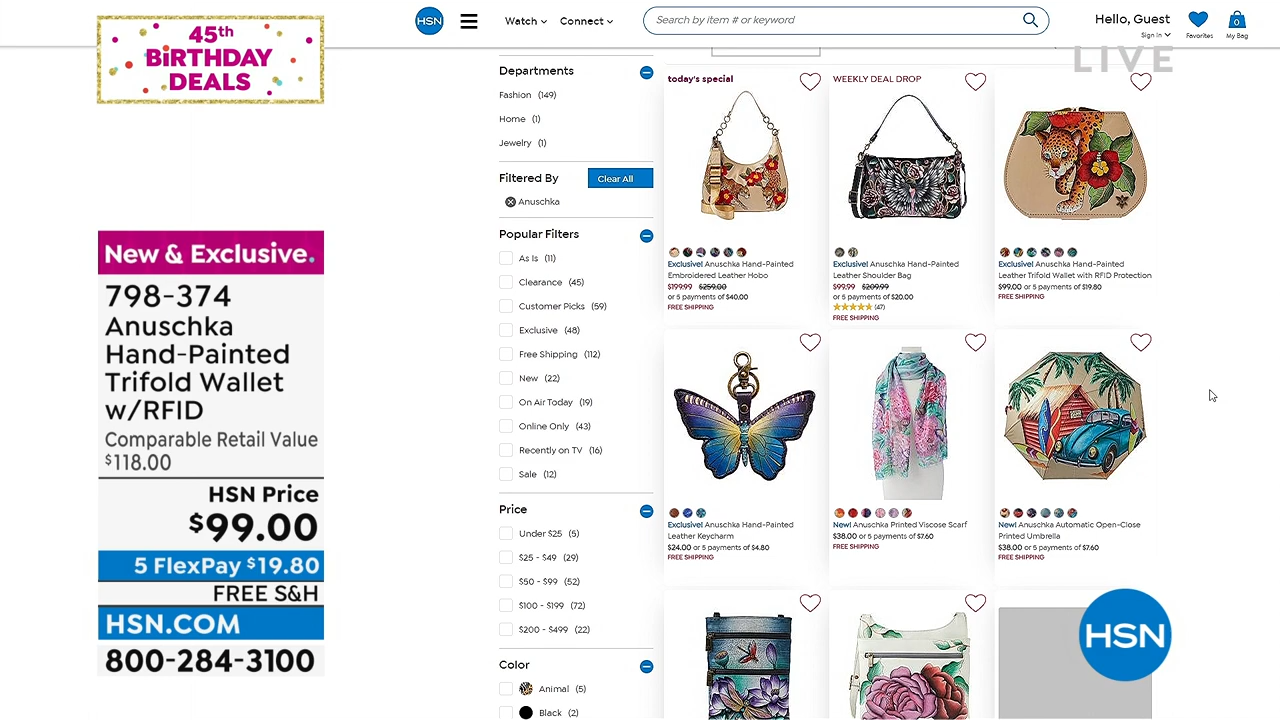 45th
BiRTHDAY
DEALS
New & Exclusive.
798-374
Anuschka
Hand-Painted
Trifold Wallet
w/RFID
Comparable Retail Value
$118.00
HSN Price
$99.00
5 FlexPay $19.80
FREE S&H
HSN.COM
800-284-3100
HSN
Watch
Connect
Search by item # or keyword
Hello, Guest
Sign In
Favorites
0
My Bag
LIVE
Departments
Fashion (149)
Home (1)
Jewelry (1)
Filtered By
Clear All
Anuschka
Popular Filters
As Is (11)
Clearance (45)
Customer Picks (59)
Exclusive (48)
Free Shipping (112)
New (22)
On Air Today (19)
Online Only (43)
Recently on TV (16)
Sale (12)
Price
Under $25 (5)
$25 - $49 (29)
$50 - $99 (52)
$100 - $199 (72)
$200 - $499 (22)
Color
Animal (5)
Black (2)
today's special
Exclusive! Anuschka Hand-Painted
Embroidered Leather Hobo
$199.99 $259.00
or 5 payments of $40.00
FREE SHIPPING
WEEKLY DEAL DROP
Exclusive! Anuschka Hand-Painted
Leather Shoulder Bag
$99.99 $209.99
or 5 payments of $20.00
(47)
FREE SHIPPING
Exclusive! Anuschka Hand-Painted
Leather Trifold Wallet with RFID Protection
$99.00 or 5 payments of $19.80
FREE SHIPPING
Exclusive! Anuschka Hand-Painted
Leather Keycharm
$24.00 or 5 payments of $4.80
FREE SHIPPING
New! Anuschka Printed Viscose Scarf
$38.00 or 5 payments of $7.60
FREE SHIPPING
New! Anuschka Automatic Open-Close
Printed Umbrella
$38.00 or 5 payments of $7.60
FREE SHIPPING
HSN